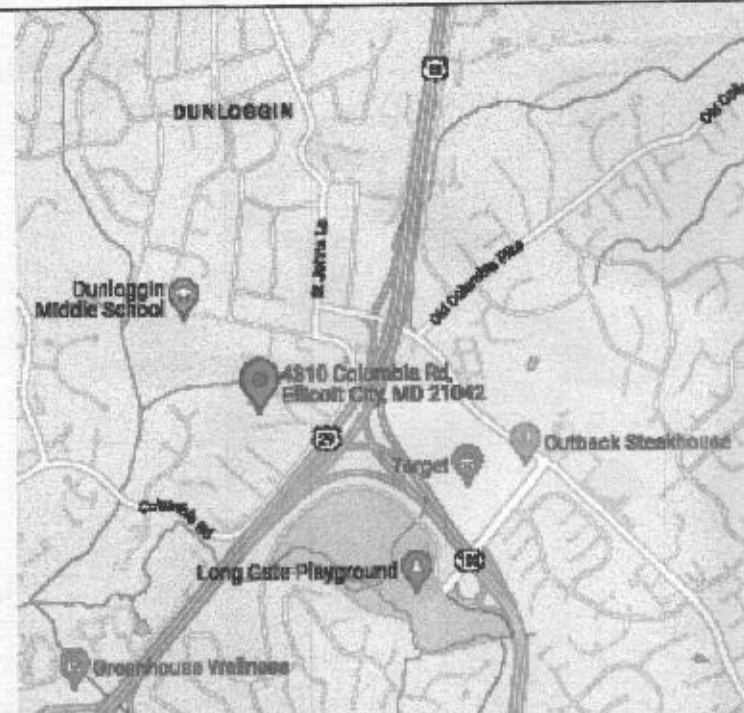 DUNLOGGIN
Old Columbia Pike
St Johns Ln
Dunloggin
Middle School
4810 Columbia Rd,
Ellicott City, MD 21042
29
Outback Steakhouse
Target
Columbia Rd
Long Gate Playground
100
Greenhouse Wellness